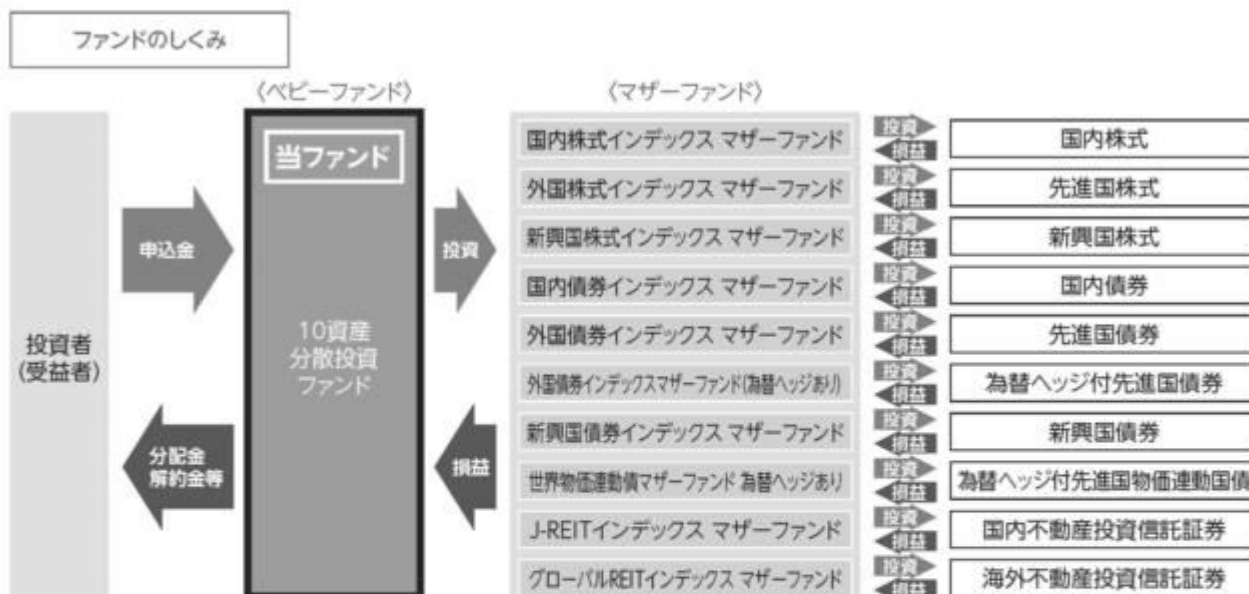 ファンドのしくみ
〈ベビーファンド〉
〈マザーファンド〉
投資者
(受益者)
申込金
分配金
解約金等
当ファンド
10資産
分散投資
ファンド
投資
損益
国内株式インデックス マザーファンド
投資
損益
国内株式
外国株式インデックス マザーファンド
投資
損益
先進国株式
新興国株式インデックス マザーファンド
投資
損益
新興国株式
国内債券インデックス マザーファンド
投資
損益
国内債券
外国債券インデックス マザーファンド
投資
損益
先進国債券
外国債券インデックスマザーファンド(為替ヘッジあり)
投資
損益
為替ヘッジ付先進国債券
新興国債券インデックス マザーファンド
投資
損益
新興国債券
世界物価連動債マザーファンド 為替ヘッジあり
投資
損益
為替ヘッジ付先進国物価連動国債
J-REITインデックス マザーファンド
投資
損益
国内不動産投資信託証券
グローバルREITインデックス マザーファンド
投資
損益
海外不動産投資信託証券